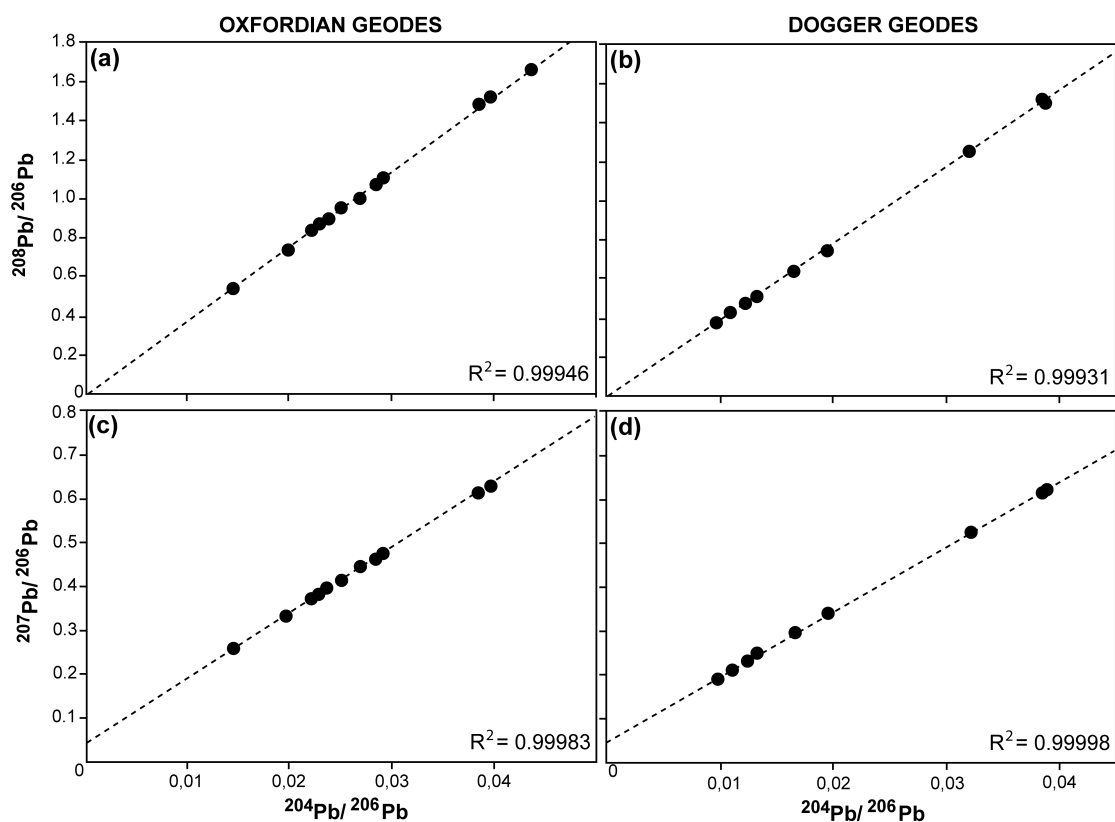 OXFORDIAN GEODES
DOGGER GEODES
(a)
1.8
1.6
1.4
1.2
1.0
0.8
0.6
0.4
0.2
0
208Pb/ 206Pb
R2 = 0.99946
(b)
R2 = 0.99931
(c)
0.8
0.7
0.6
0.5
0.4
0.3
0.2
0.1
207Pb/ 206Pb
R2 = 0.99983
(d)
R2 = 0.99998
0
0,01
0,02
0,03
0,04
0
0,01
0,02
0,03
0,04
204Pb/ 206Pb
204Pb/ 206Pb